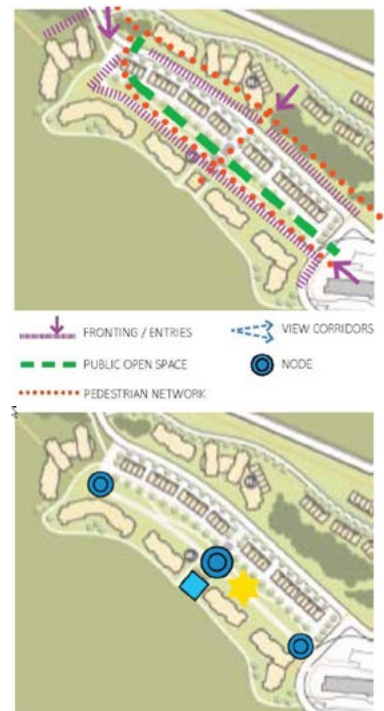 FRONTING / ENTRIES
VIEW CORRIDORS
PUBLIC OPEN SPACE
NODE
PEDESTRIAN NETWORK